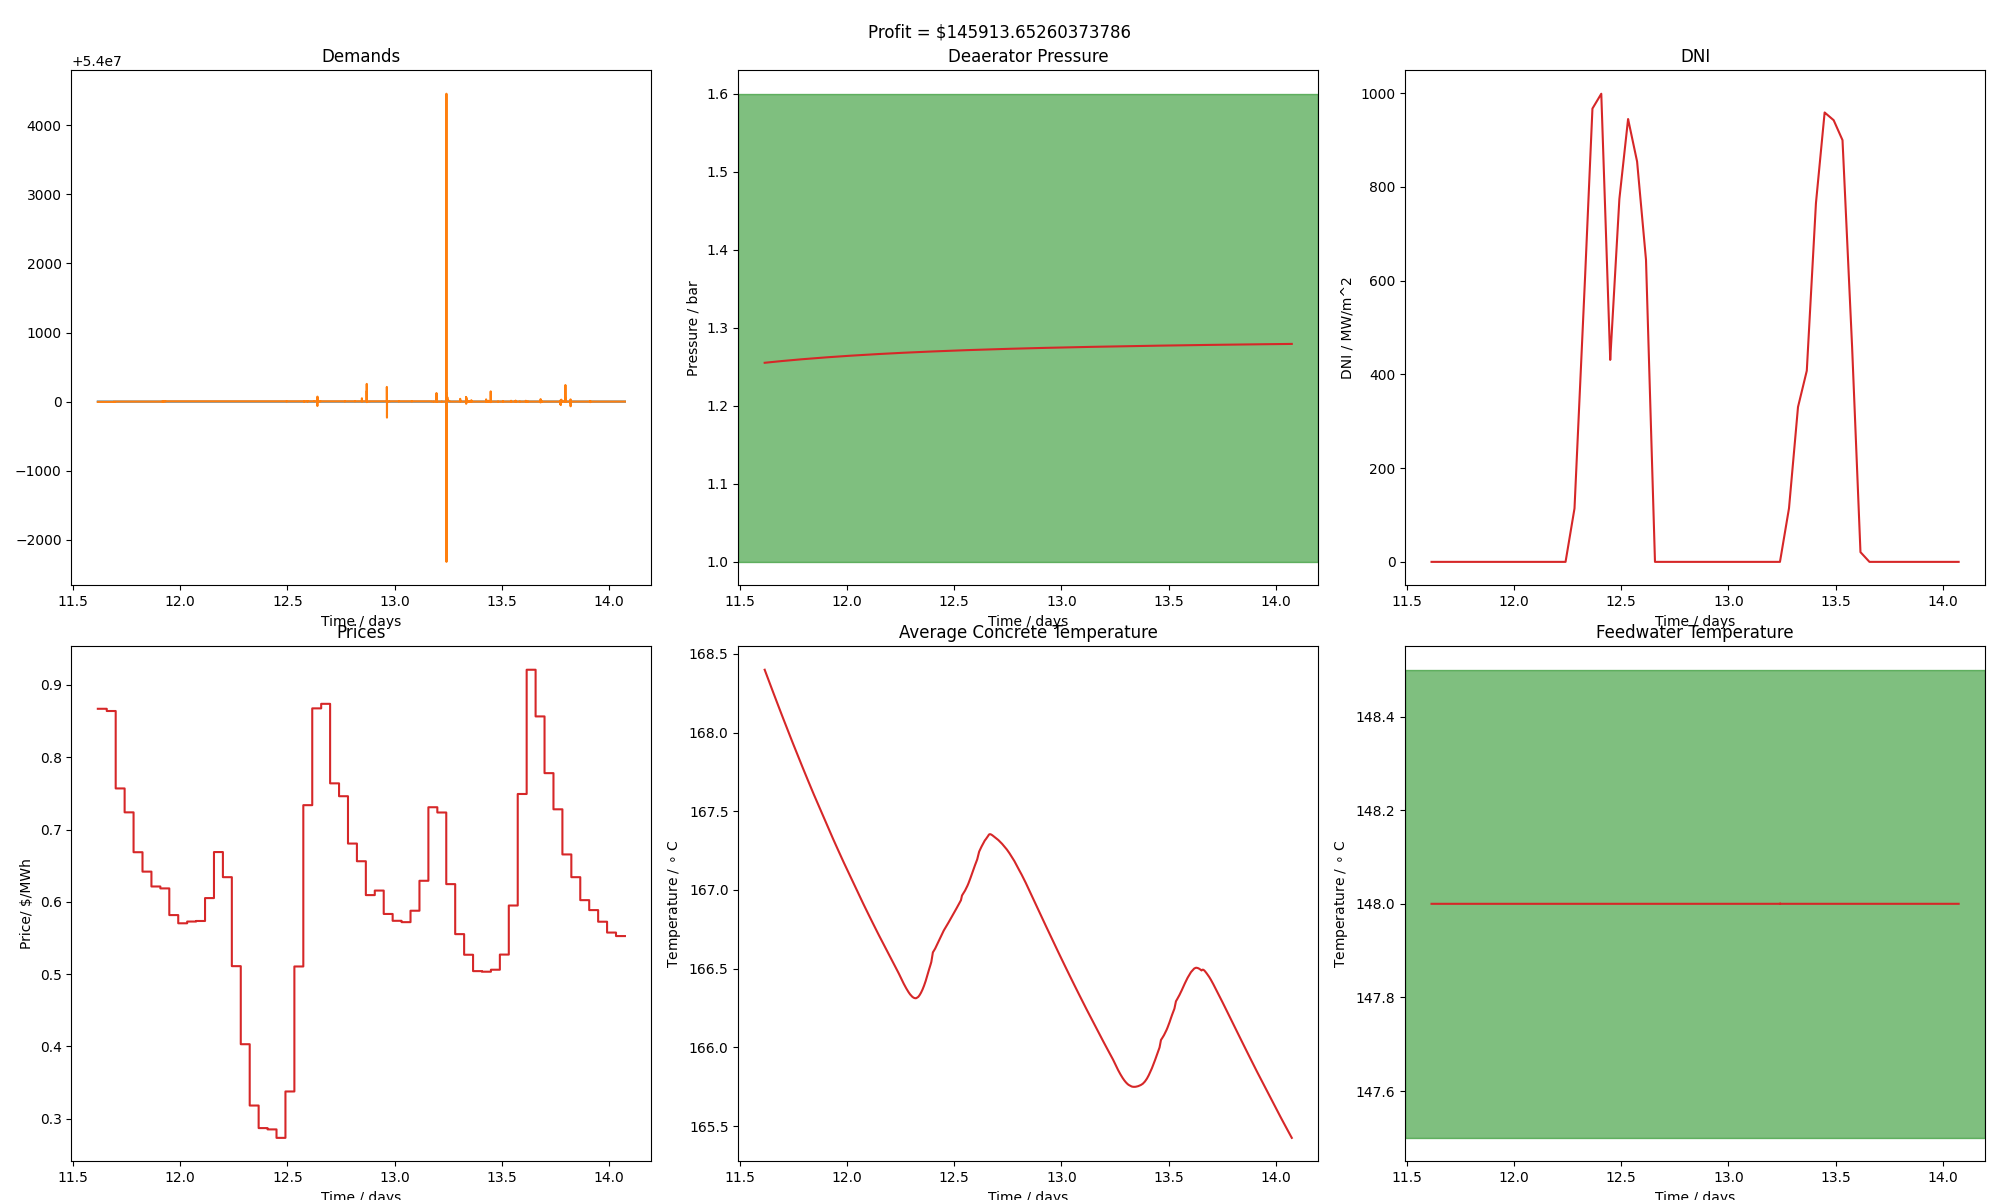 Profit = $145913.65260373786
Demands
+5.4e7
4000
3000
2000
1000
0
−1000
−2000
11.5 12.0 12.5 13.0 13.5 14.0
Time / days
Deaerator Pressure
Pressure / bar
1.6
1.5
1.4
1.3
1.2
1.1
1.0
11.5 12.0 12.5 13.0 13.5 14.0
Time / days
DNI
DNI / MW/m^2
1000
800
600
400
200
0
11.5 12.0 12.5 13.0 13.5 14.0
Time / days
Prices
Price/ $/MWh
0.9
0.8
0.7
0.6
0.5
0.4
0.3
11.5 12.0 12.5 13.0 13.5 14.0
Time / days
Average Concrete Temperature
Temperature / ∘ C
168.5
168.0
167.5
167.0
166.5
166.0
165.5
11.5 12.0 12.5 13.0 13.5 14.0
Time / days
Feedwater Temperature
Temperature / ∘ C
148.4
148.2
148.0
147.8
147.6
11.5 12.0 12.5 13.0 13.5 14.0
Time / days